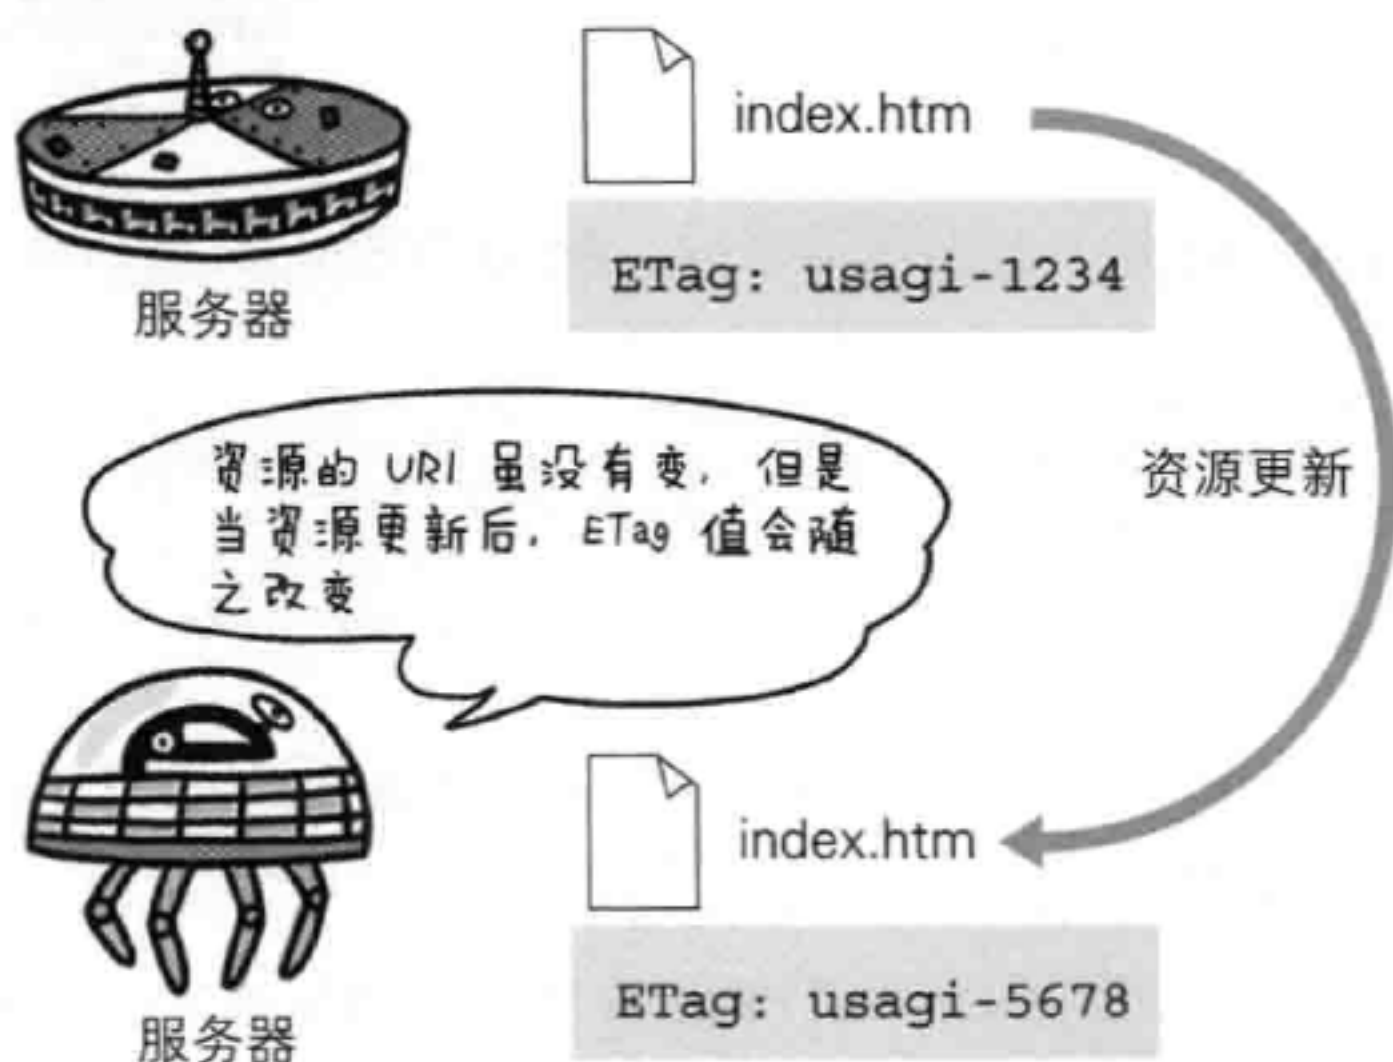 index.htm
ETag: usagi-1234
服务器
资源的 URI 虽没有变，但是
当资源更新后，ETag 值会随
之改变
资源更新
index.htm
ETag: usagi-5678
服务器